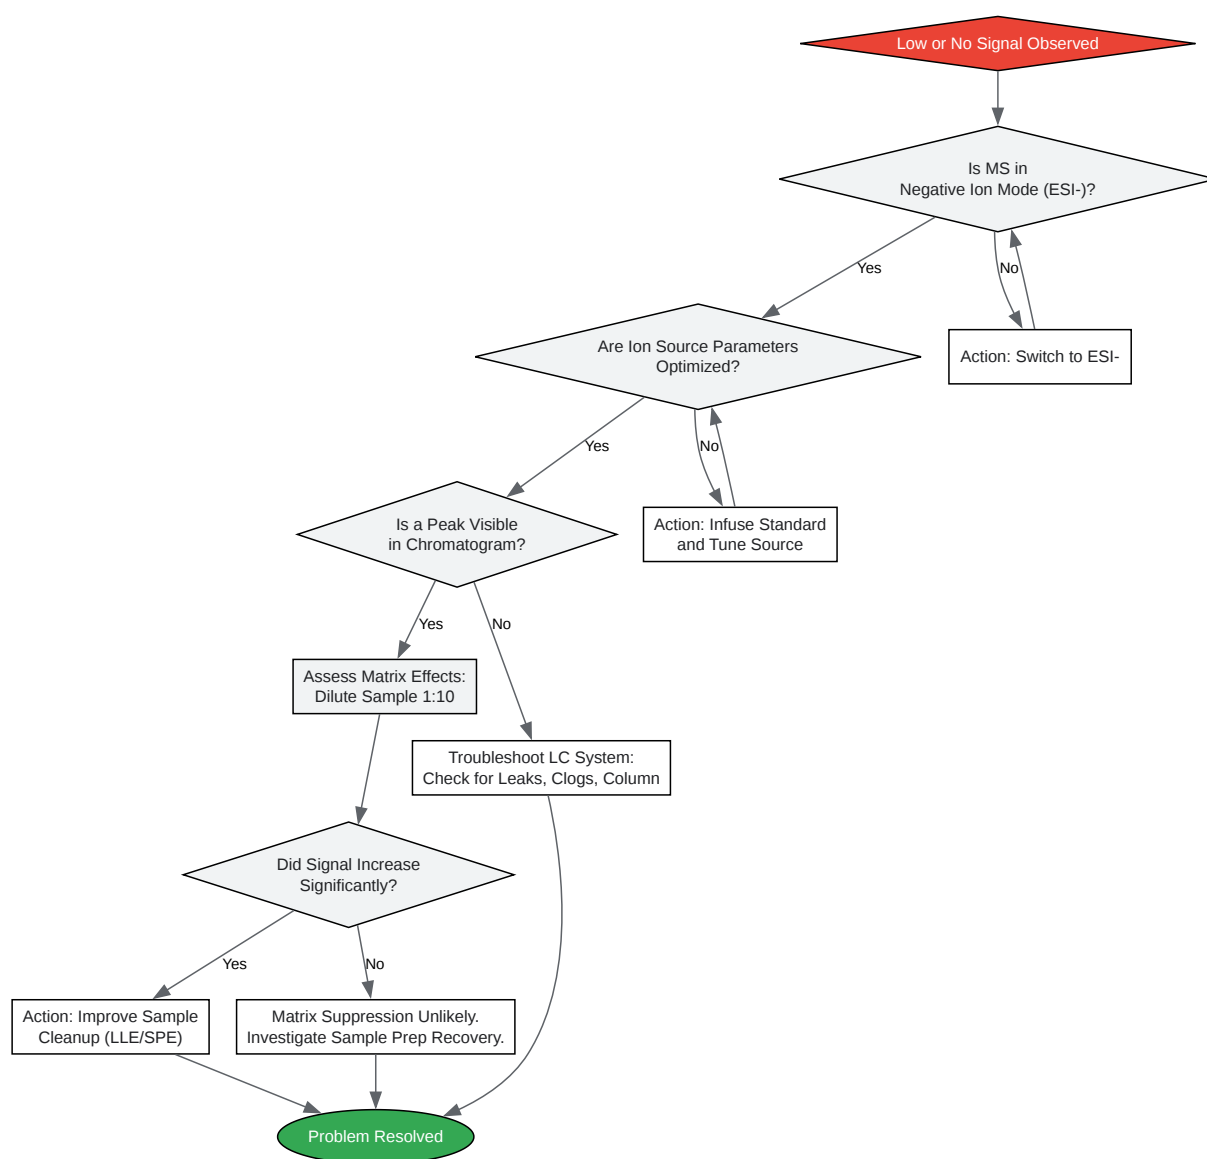 Low or No Signal Observed
Is MS in
Negative Ion Mode (ESI-)?
Yes
No
Action: Switch to ESI-
Are Ion Source Parameters
Optimized?
Yes
No
Action: Infuse Standard
and Tune Source
Is a Peak Visible
in Chromatogram?
Yes
No
Assess Matrix Effects:
Dilute Sample 1:10
Troubleshoot LC System:
Check for Leaks, Clogs, Column
Did Signal Increase
Significantly?
Yes
No
Action: Improve Sample
Cleanup (LLE/SPE)
Matrix Suppression Unlikely.
Investigate Sample Prep Recovery.
Problem Resolved